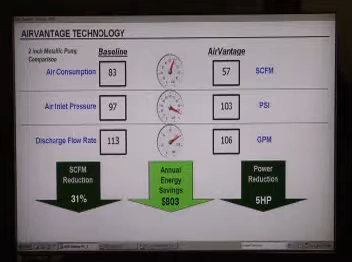 AIRVANTAGE TECHNOLOGY
2 Inch Metallic Pump Baseline AirVantage
Comparison
Air Consumption 83 57 SCFM
Air Inlet Pressure 97 103 PSI
Discharge Flow Rate 113 106 GPM
SCFM Reduction 31%
Annual Energy Savings $803
Power Reduction 5HP